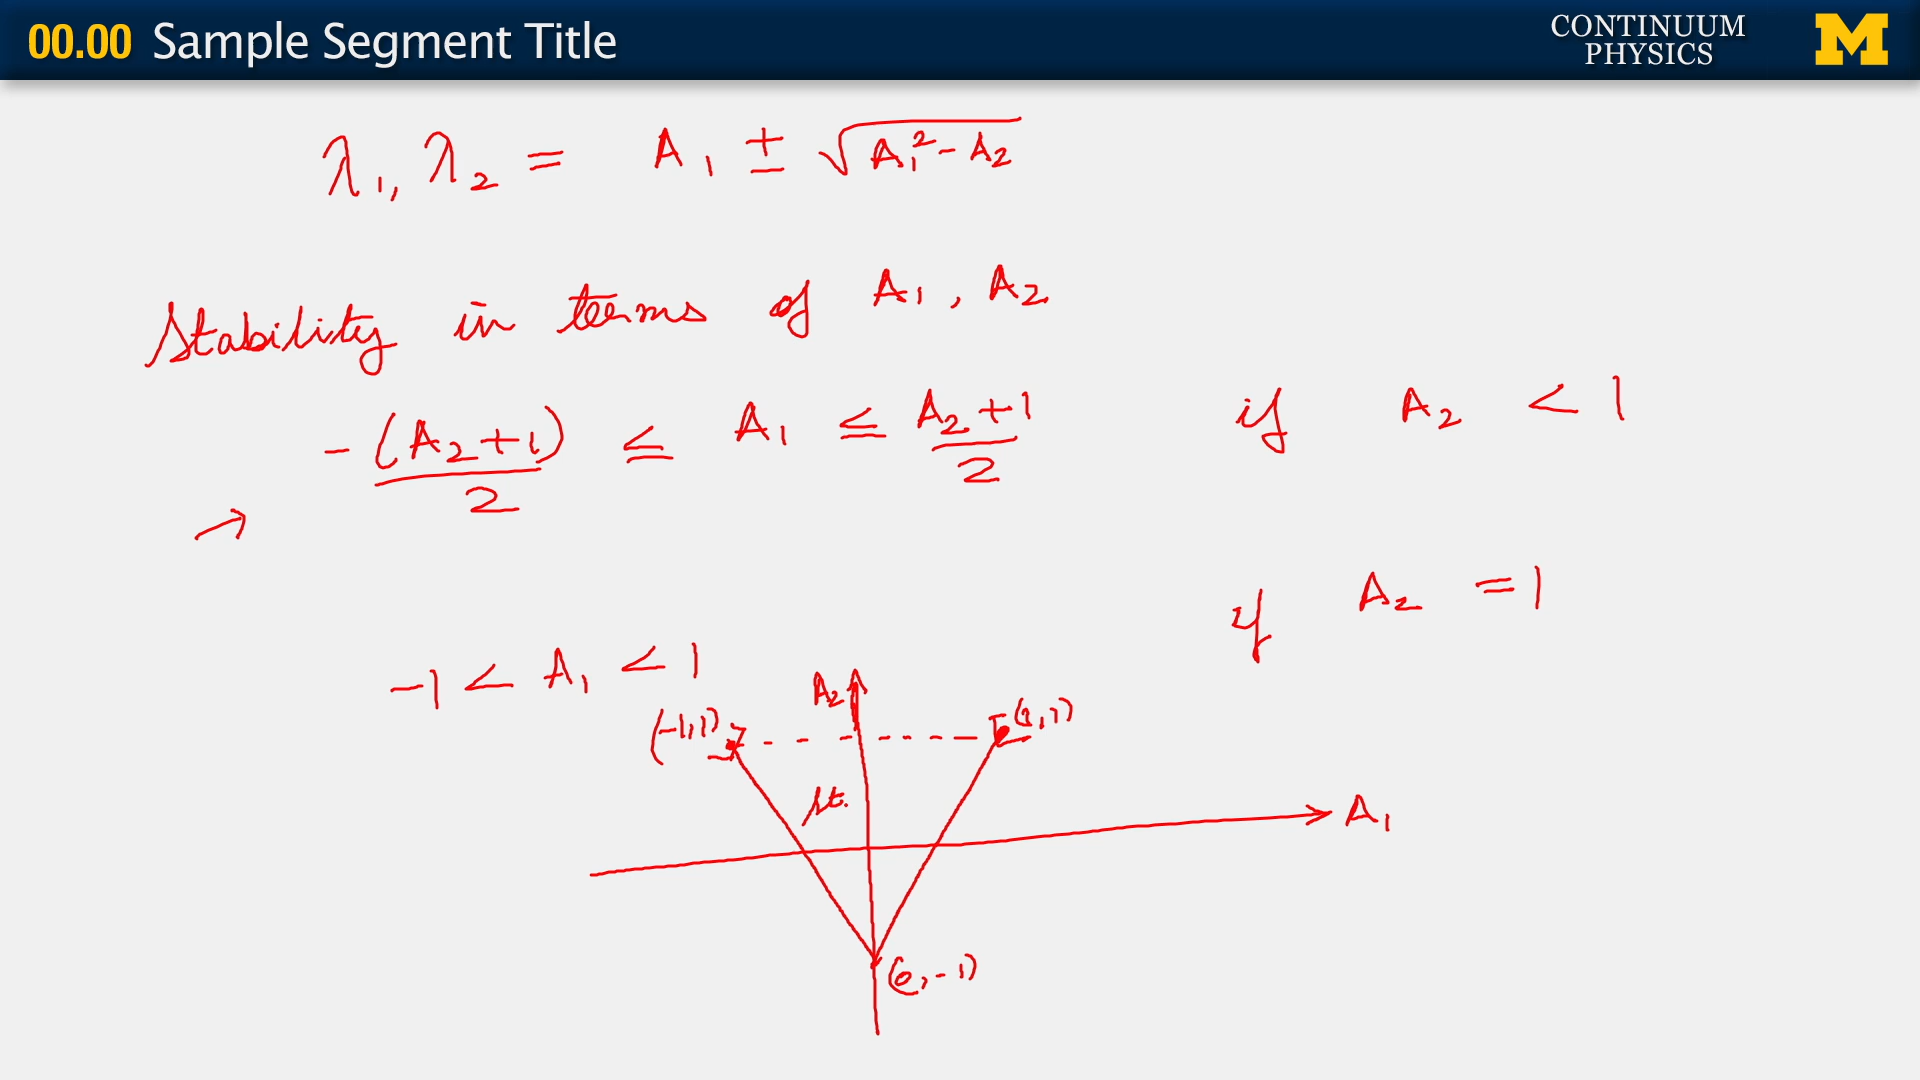 00.00 Sample Segment Title
CONTINUUM
PHYSICS
M
λ₁, λ₂ = A₁ ± √(A₁² - A₂)
Stability in terms of A₁, A₂
-(A₂+1)/2 ≤ A₁ ≤ (A₂+1)/2 if A₂ < 1
→
if A₂ = 1
-1 < A₁ < 1
A₂
(-1,1) (1,1)
st.
A₁
(0,-1)